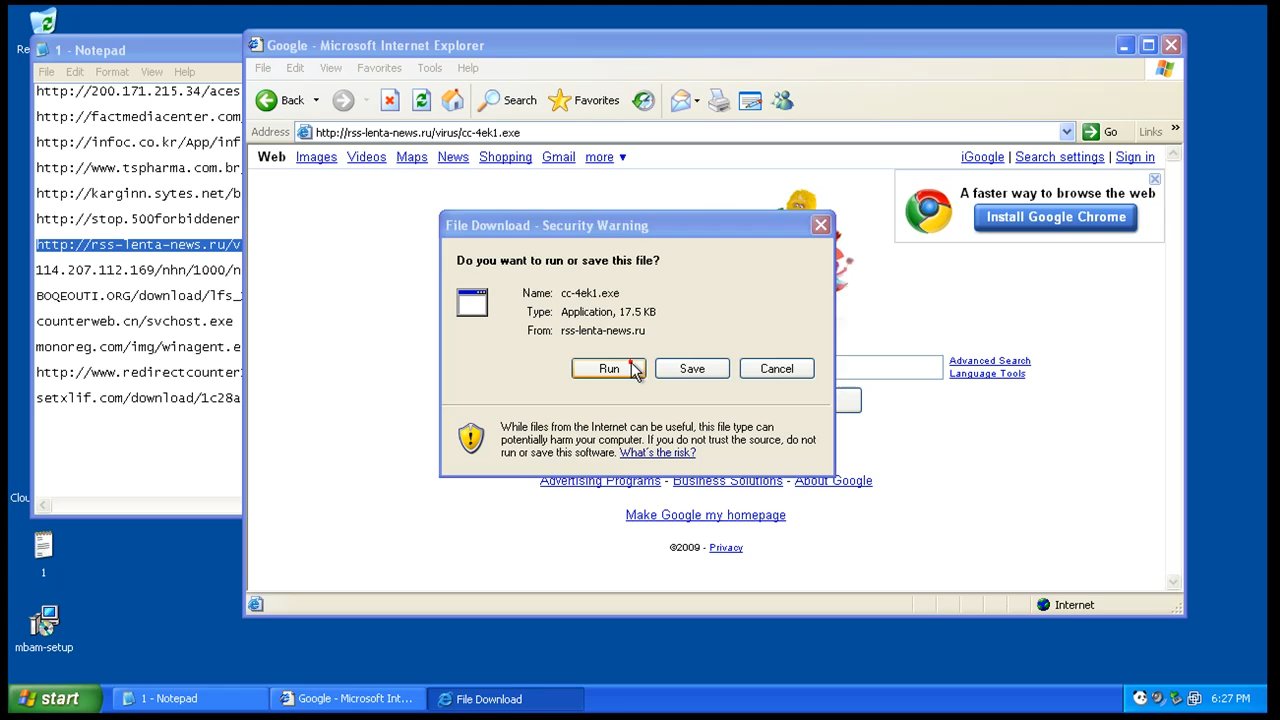 Re
1 - Notepad
File Edit Format View Help
http://200.171.215.34/aces
http://factmediacenter.com
http://infoc.co.kr/App/inf
http://www.tspharma.com.br
http://karginn.sytes.net/b
http://stop.500forbiddener
http://rss-lenta-news.ru/v
114.207.112.169/nhn/1000/n
BOQEOUTI.ORG/download/lfs_
counterweb.cn/svchost.exe
monoreg.com/img/winagent.e
http://www.redirectcounter
setxlif.com/download/1c28a
Clou
1
mbam-setup
Google - Microsoft Internet Explorer
File Edit View Favorites Tools Help
Back Search Favorites
Address http://rss-lenta-news.ru/virus/cc-4ek1.exe Go Links »
Web Images Videos Maps News Shopping Gmail more ▼ iGoogle | Search settings | Sign in
A faster way to browse the web
Install Google Chrome
File Download - Security Warning
Do you want to run or save this file?
Name: cc-4ek1.exe
Type: Application, 17.5 KB
From: rss-lenta-news.ru
Run Save Cancel
While files from the Internet can be useful, this file type can
potentially harm your computer. If you do not trust the source, do not
run or save this software. What's the risk?
Advanced Search
Language Tools
Advertising Programs - Business Solutions - About Google
Make Google my homepage
©2009 - Privacy
Internet
start 1 - Notepad Google - Microsoft Int... File Download 6:27 PM